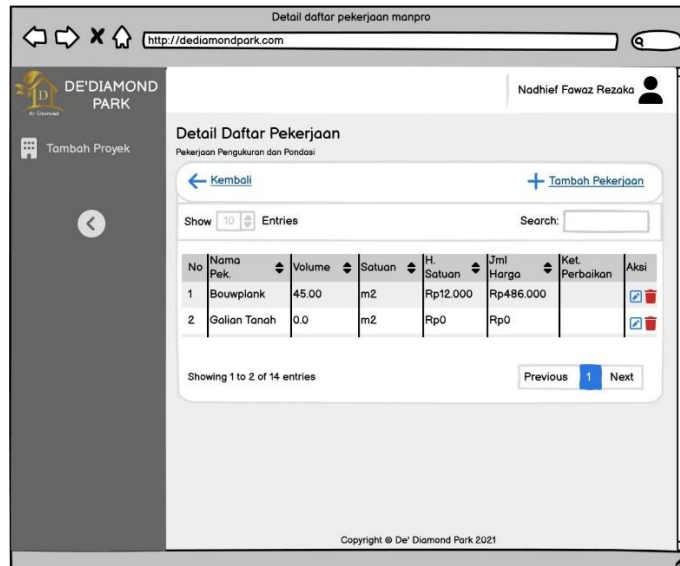 Detail daftar pekerjaan manpro
http://dediamondpark.com
DE'DIAMOND
PARK
Tambah Proyek
Nadhief Fawaz Rezaka
Detail Daftar Pekerjaan
Pekerjaan Pengukuran dan Pondasi
Kembali
Tambah Pekerjaan
Show 10 Entries Search:
No Nama Pek. Volume Satuan H. Satuan Jml Harga Ket. Perbaikan Aksi
1 Bouwplank 45.00 m2 Rp12.000 Rp486.000
2 Galian Tanah 0.0 m2 Rp0 Rp0
Showing 1 to 2 of 14 entries
Previous 1 Next
Copyright @ De' Diamond Park 2021